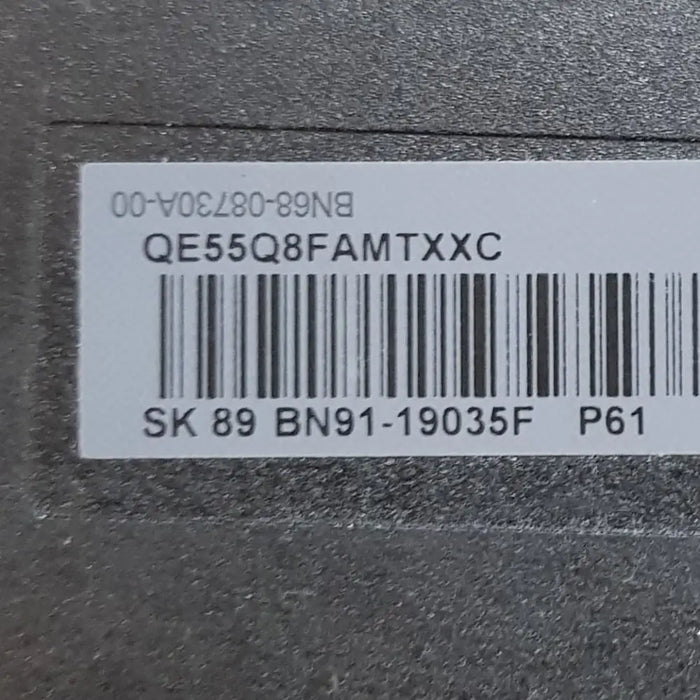 BN68-08730A-00
QE55Q8FAMTXXC
SK 89 BN91-19035F P61